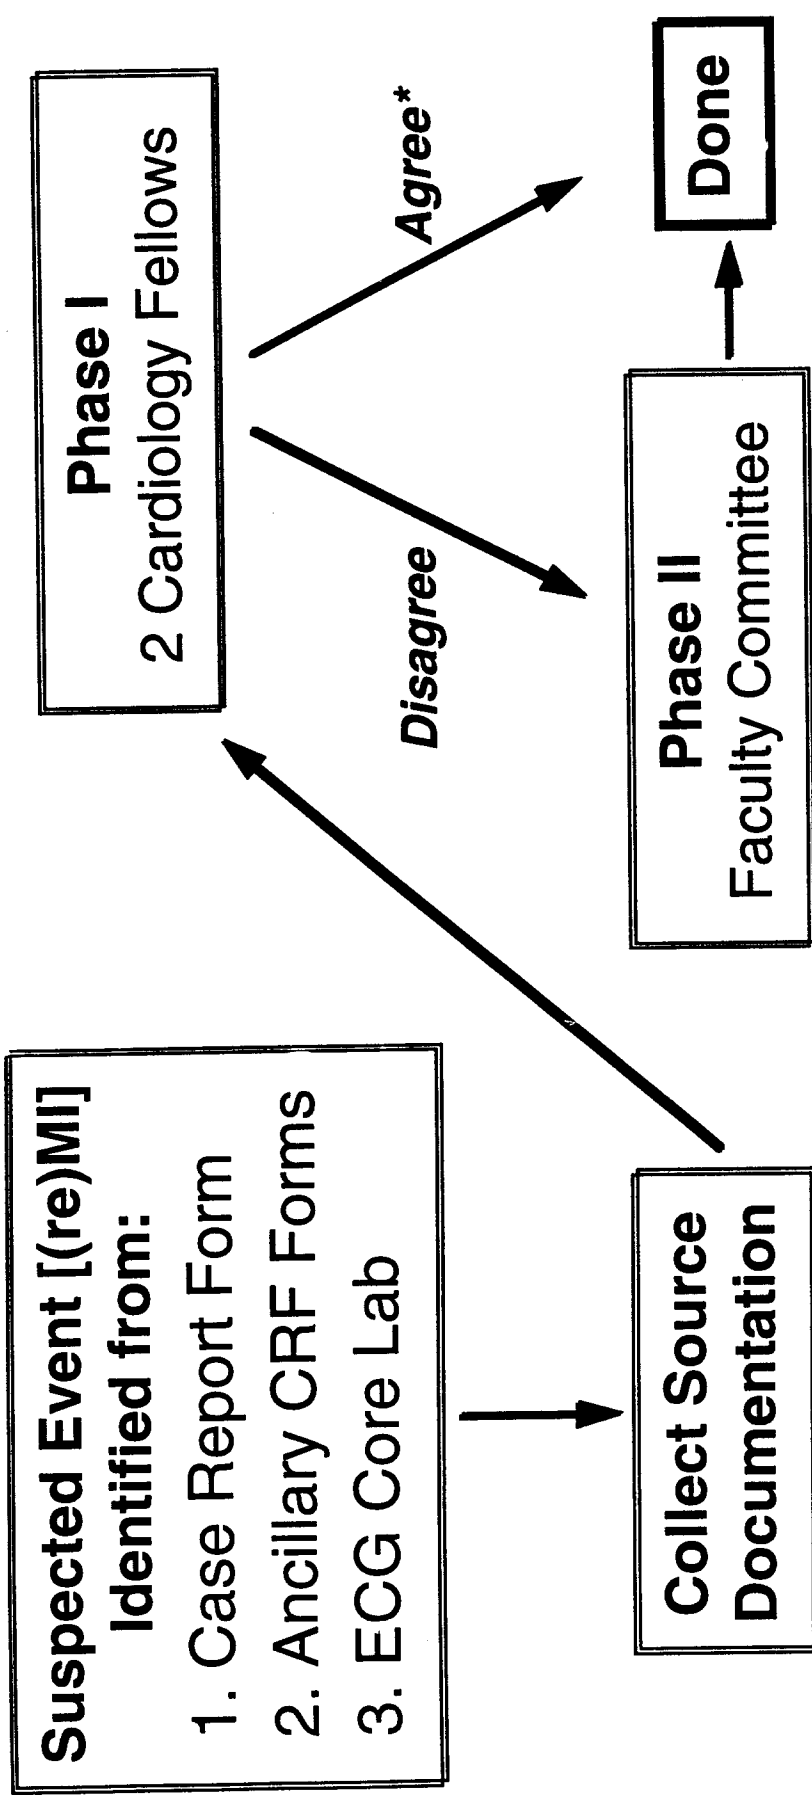 Suspected Event [(re)MI]
Identified from:
1. Case Report Form
2. Ancillary CRF Forms
3. ECG Core Lab
Collect Source
Documentation
Phase I
2 Cardiology Fellows
Disagree
Agree*
Phase II
Faculty Committee
Done